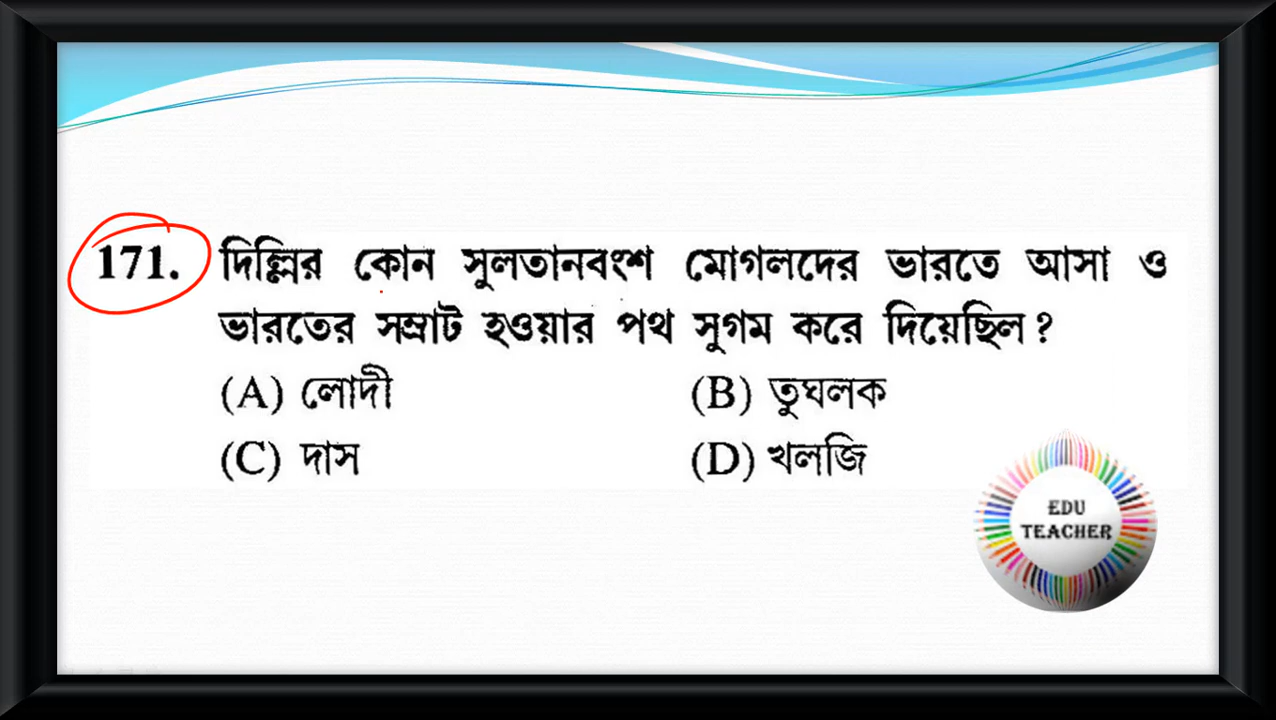 171. দিল্লির কোন সুলতানবংশ মোগলদের ভারতে আসা ও
ভারতের সম্রাট হওয়ার পথ সুগম করে দিয়েছিল ?
(A) লোদী (B) তুঘলক
(C) দাস (D) খলজি
EDU
TEACHER